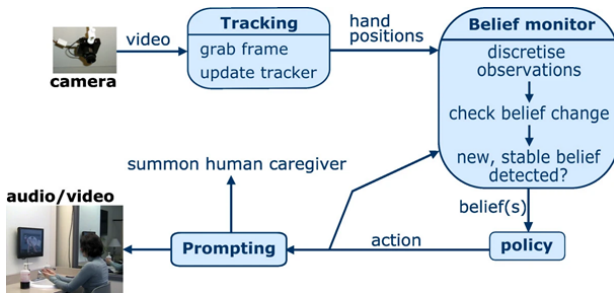 Tracking
grab frame
update tracker
video
camera
hand
positions
Belief monitor
discretise
observations
check belief change
new, stable belief
detected?
belief(s)
policy
action
Prompting
summon human caregiver
audio/video